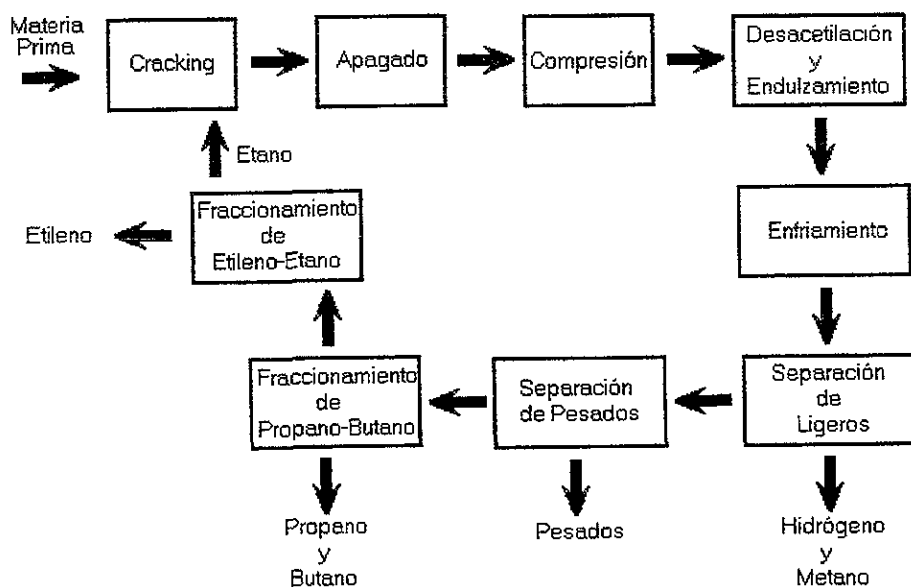 Materia
Prima
Cracking
Apagado
Compresión
Desacetilación
y
Endulzamiento
Etano
Etileno
Fraccionamiento
de
Etileno-Etano
Enfriamiento
Fraccionamiento
de
Propano-Butano
Separación
de Pesados
Separación
de
Ligeros
Propano
y
Butano
Pesados
Hidrógeno
y
Metano